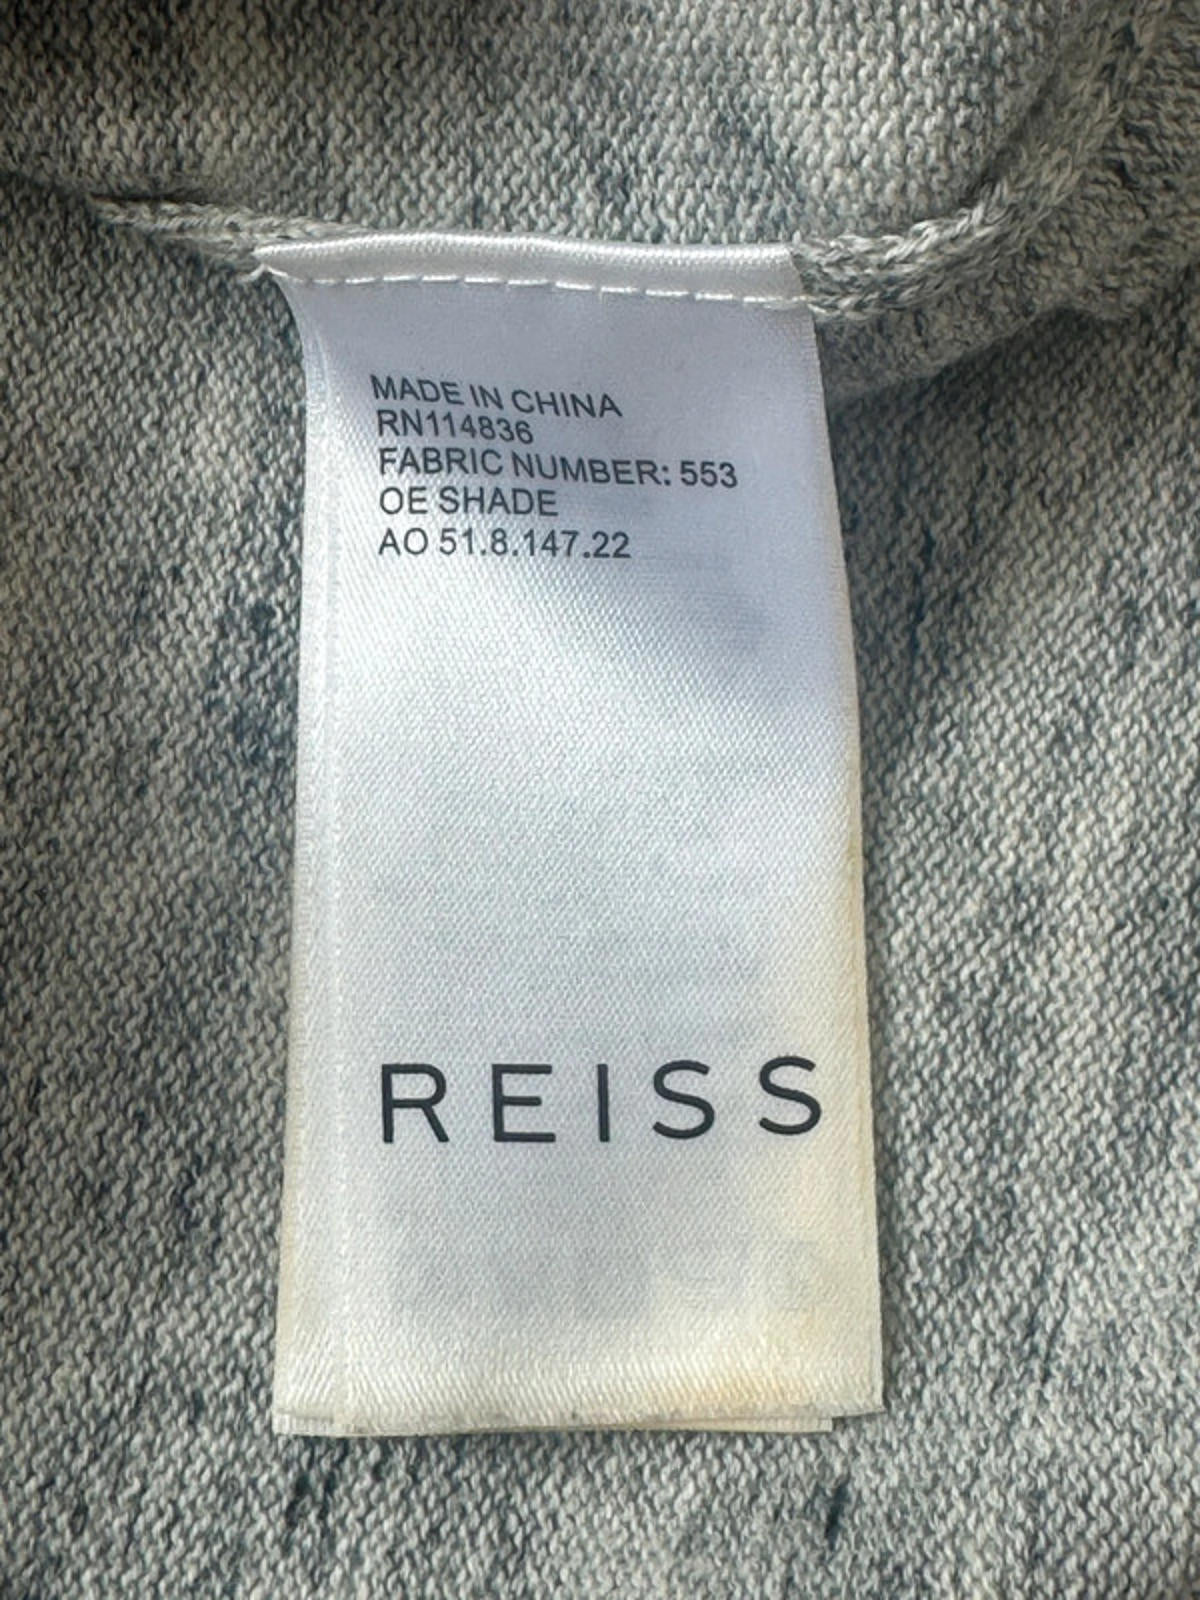 MADE IN CHINA
RN114836
FABRIC NUMBER: 553
OE SHADE
AO 51.8.147.22
REISS